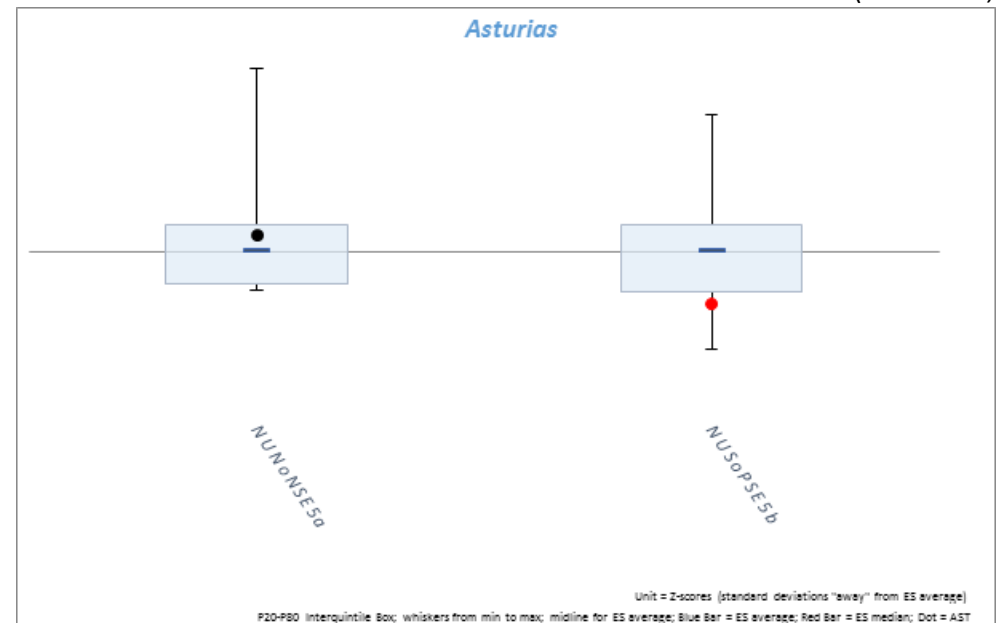 Asturias
NUNoNSE5a
NUSoPSE5b
Unit = Z-scores (standard deviations "away" from ES average)
P20-P80 Interquintile Box; whiskers from min to max; midline for ES average; Blue Bar = ES average; Red Bar = ES median; Dot = AST